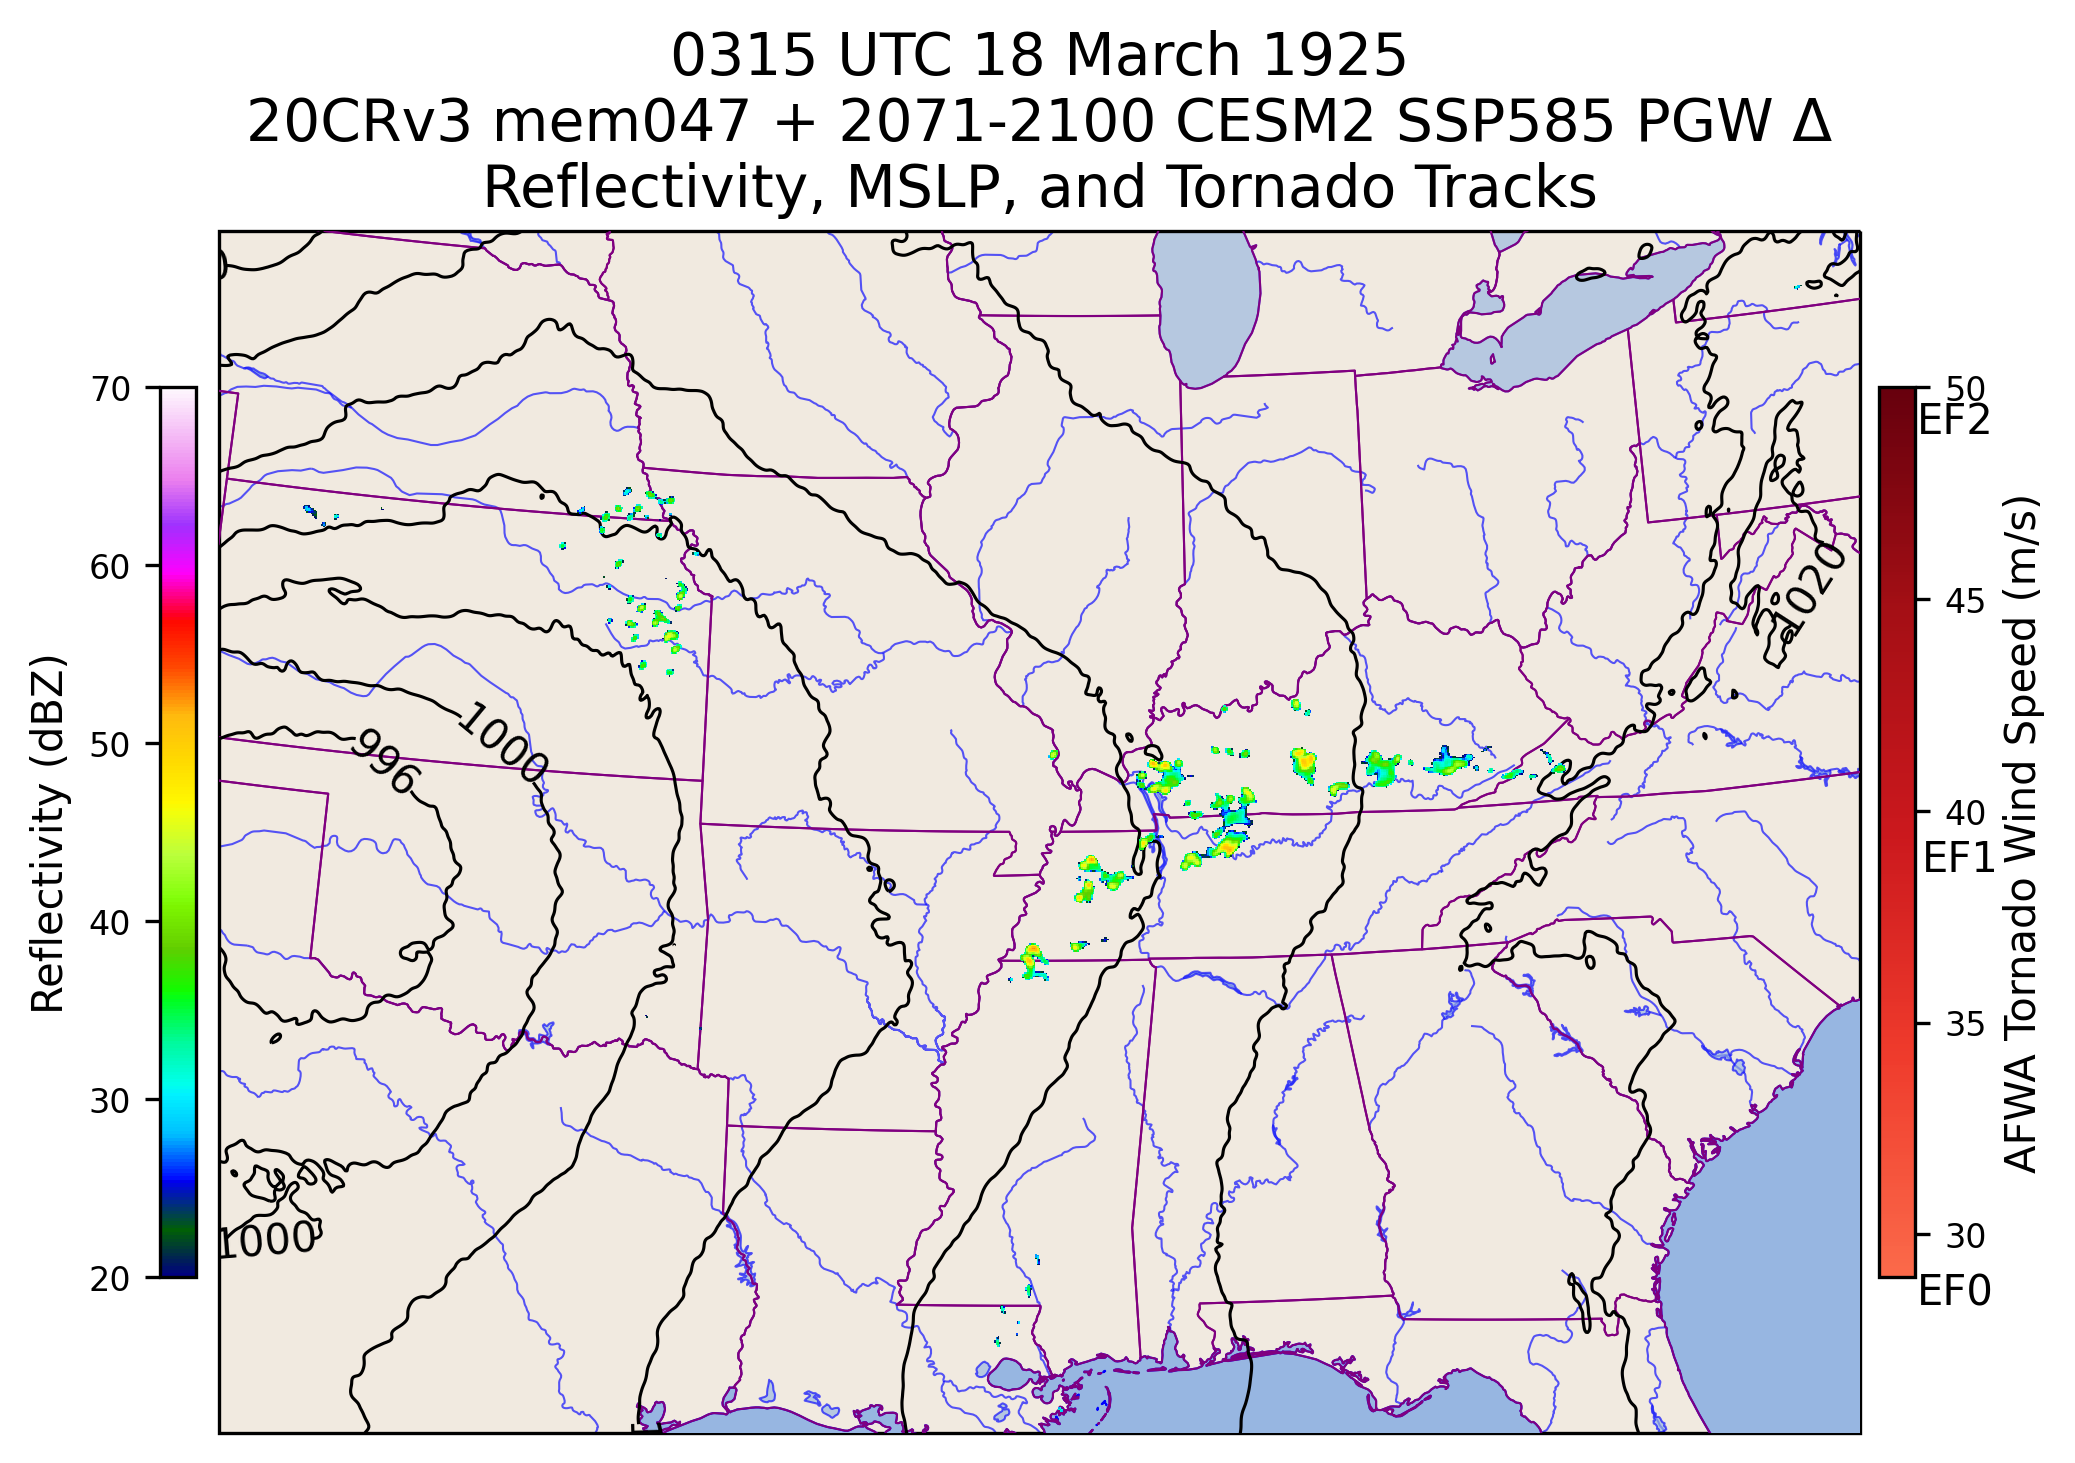 0315 UTC 18 March 1925
20CRv3 mem047 + 2071-2100 CESM2 SSP585 PGW Δ
Reflectivity, MSLP, and Tornado Tracks
70
60
50
40
30
20
Reflectivity (dBZ)
1020
1000
996
1000
50
EF2
45
40
EF1
35
30
EF0
AFWA Tornado Wind Speed (m/s)